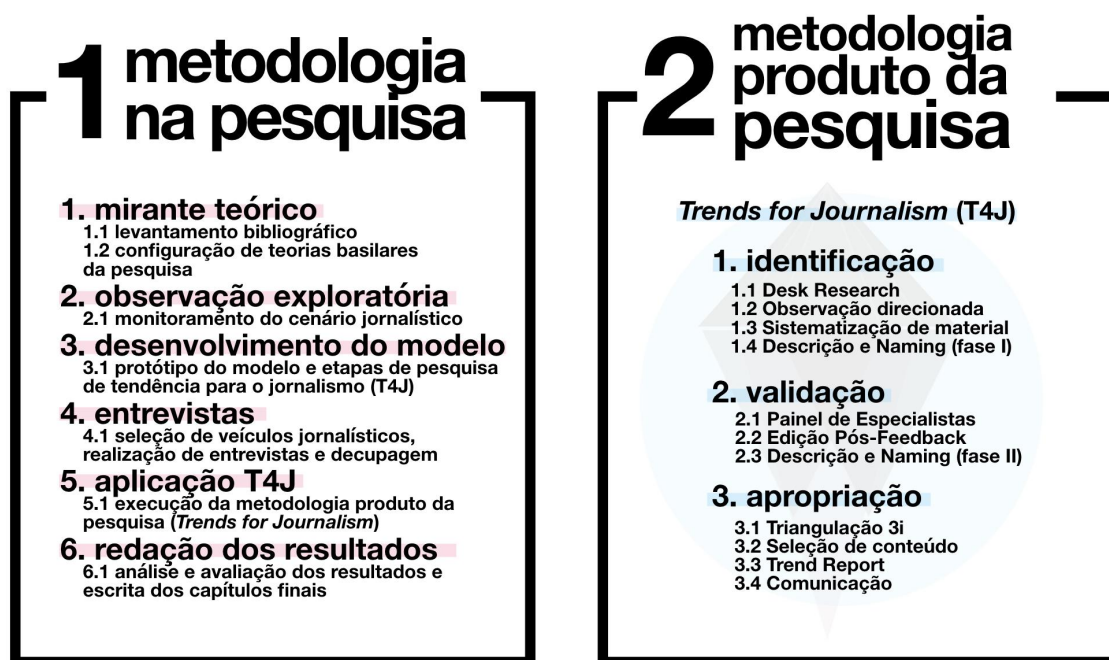 1 metodologia
na pesquisa
1. mirante teórico
1.1 levantamento bibliográfico
1.2 configuração de teorias basilares
da pesquisa
2. observação exploratória
2.1 monitoramento do cenário jornalístico
3. desenvolvimento do modelo
3.1 protótipo do modelo e etapas de pesquisa
de tendência para o jornalismo (T4J)
4. entrevistas
4.1 seleção de veículos jornalísticos,
realização de entrevistas e decupagem
5. aplicação T4J
5.1 execução da metodologia produto da
pesquisa (Trends for Journalism)
6. redação dos resultados
6.1 análise e avaliação dos resultados e
escrita dos capítulos finais
2 metodologia
produto da
pesquisa
Trends for Journalism (T4J)
1. identificação
1.1 Desk Research
1.2 Observação direcionada
1.3 Sistematização de material
1.4 Descrição e Naming (fase I)
2. validação
2.1 Painel de Especialistas
2.2 Edição Pós-Feedback
2.3 Descrição e Naming (fase II)
3. apropriação
3.1 Triangulação 3i
3.2 Seleção de conteúdo
3.3 Trend Report
3.4 Comunicação